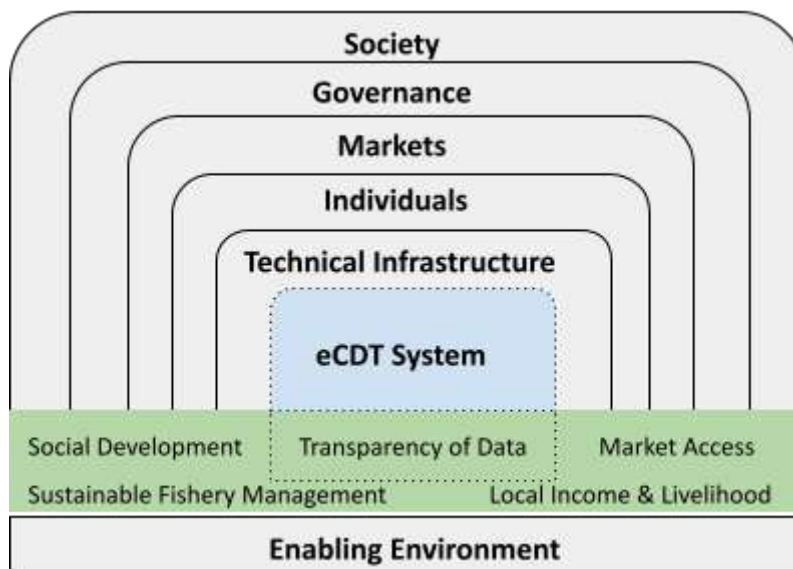 Society
Governance
Markets
Individuals
Technical Infrastructure
eCDT System
Social Development Transparency of Data Market Access
Sustainable Fishery Management Local Income & Livelihood
Enabling Environment